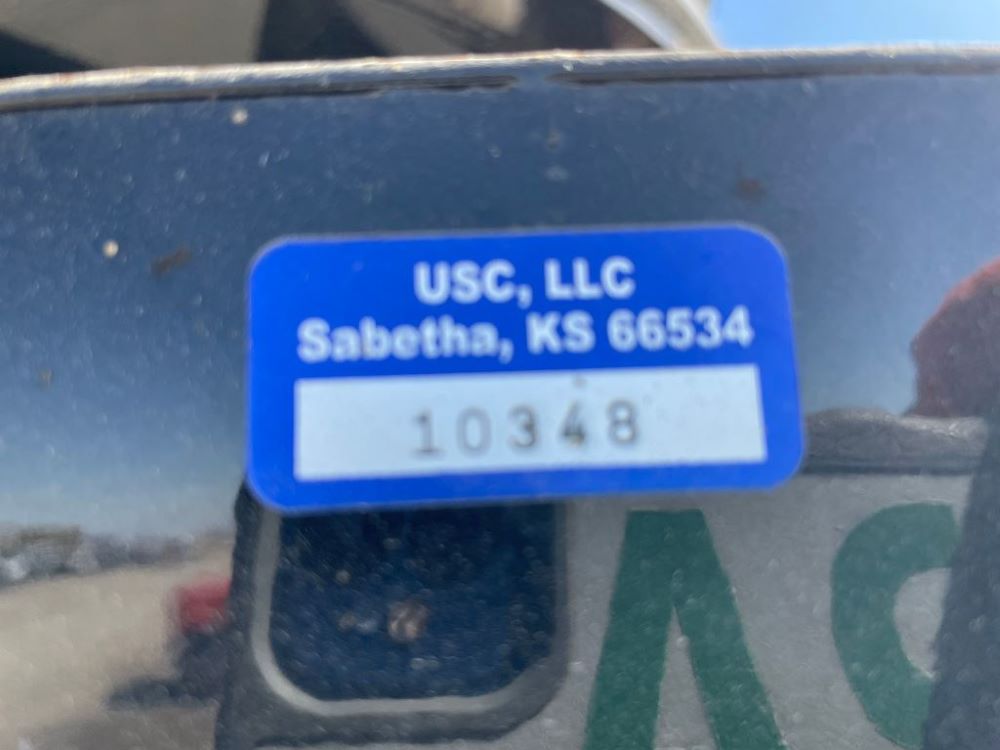 USC, LLC
Sabetha, KS 66534
10348